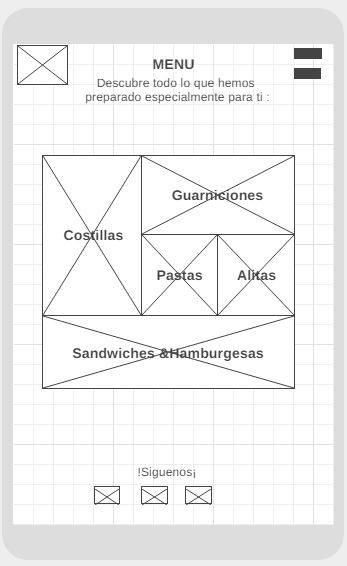 MENU
Descubre todo lo que hemos
preparado especialmente para ti :
Guarniciones
Costillas
Pastas
Alitas
Sandwiches &Hamburgesas
!Siguenos¡